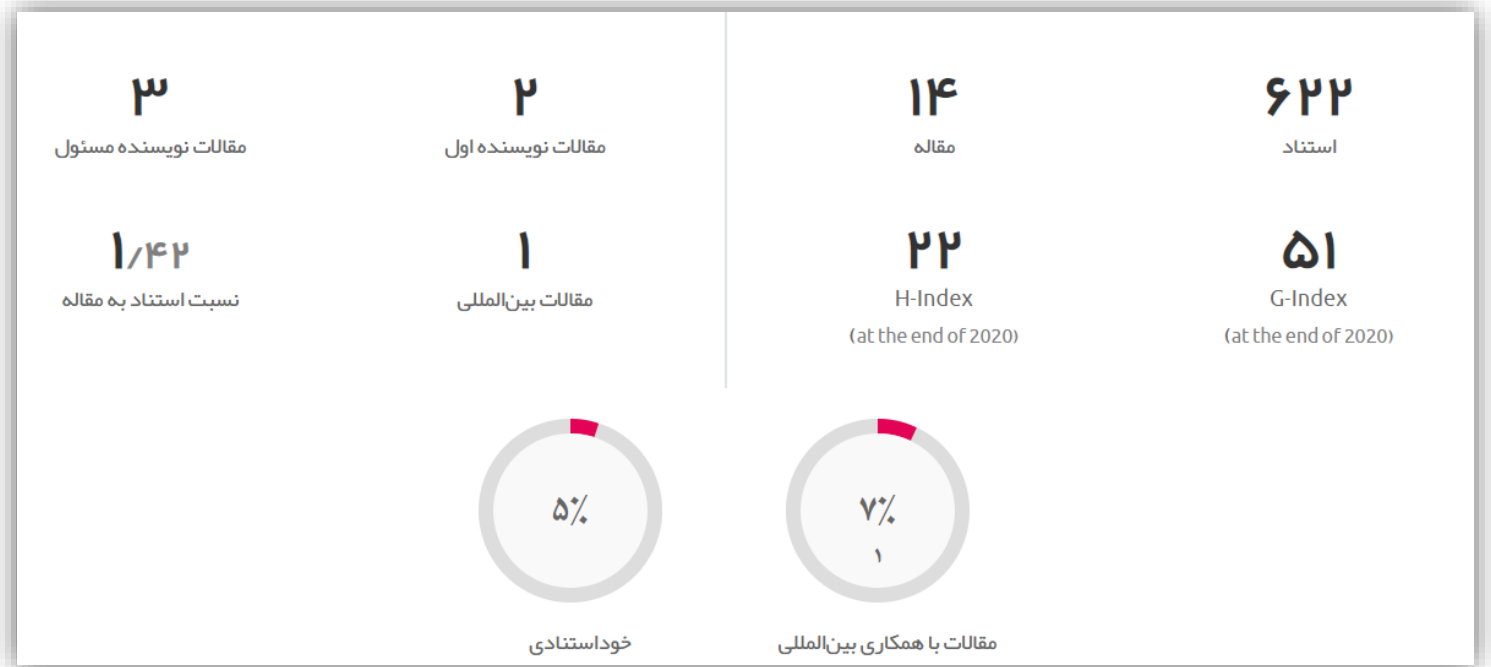 ۶۲۲
استناد
۱۴
مقاله
۲
مقالات نویسنده اول
۳
مقالات نویسنده مسئول
۵۱
G-Index
(at the end of 2020)
۲۲
H-Index
(at the end of 2020)
۱
مقالات بین‌المللی
۱/۴۲
نسبت استناد به مقاله
۷٪
۱
مقالات با همکاری بین‌المللی
۵٪
خوداستنادی